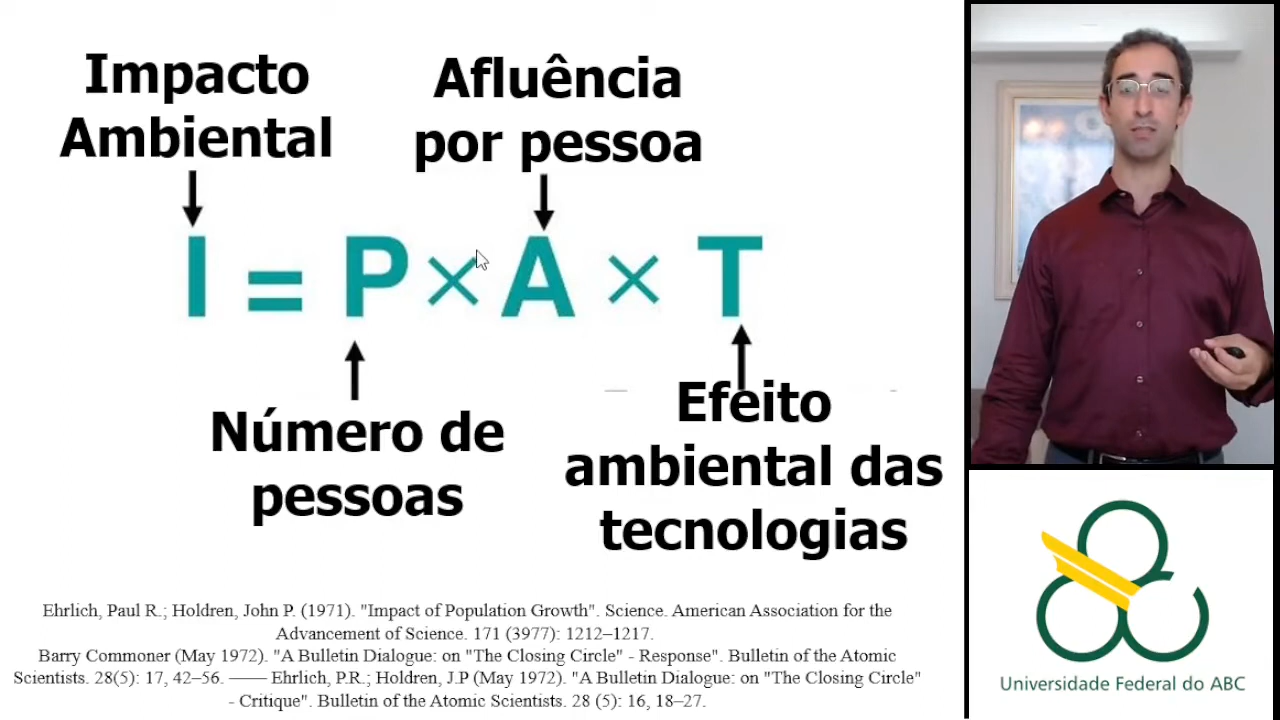 Impacto
Ambiental
Afluência
por pessoa
I = P × A × T
Número de
pessoas
Efeito
ambiental das
tecnologias
Ehrlich, Paul R.; Holdren, John P. (1971). "Impact of Population Growth". Science. American Association for the
Advancement of Science. 171 (3977): 1212–1217.
Barry Commoner (May 1972). "A Bulletin Dialogue: on "The Closing Circle" - Response". Bulletin of the Atomic
Scientists. 28(5): 17, 42–56. —— Ehrlich, P.R.; Holdren, J.P (May 1972). "A Bulletin Dialogue: on "The Closing Circle"
- Critique". Bulletin of the Atomic Scientists. 28 (5): 16, 18–27.
Universidade Federal do ABC